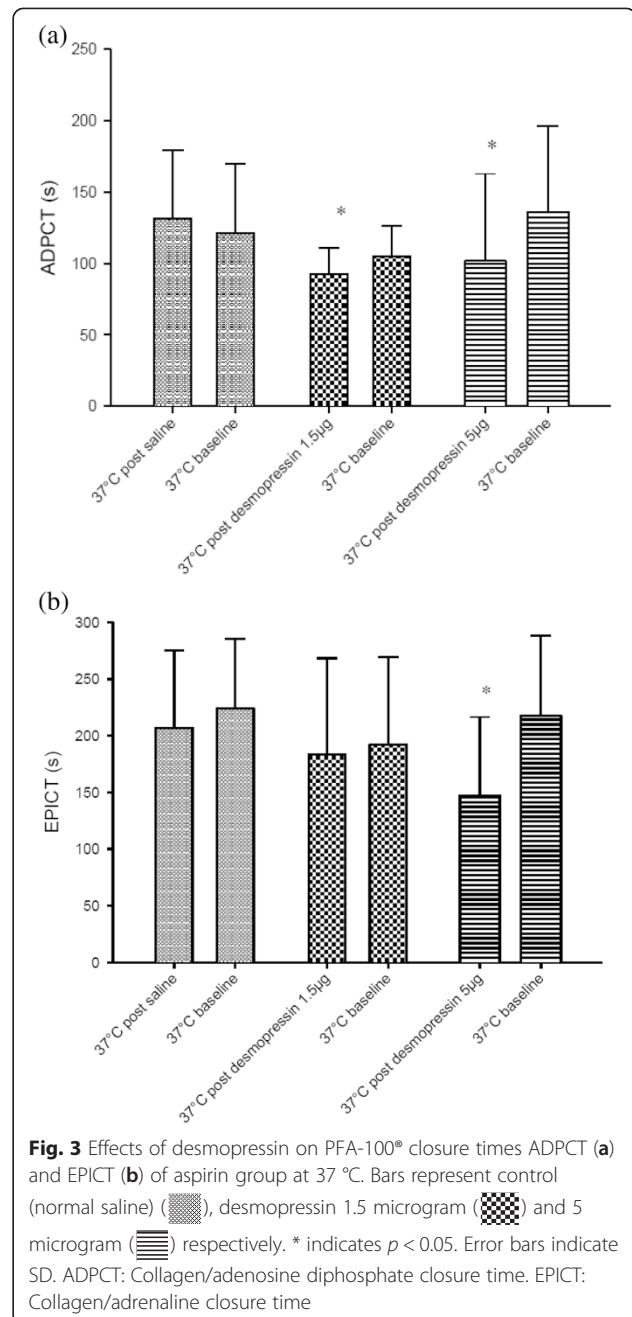 (a)
250
200
150
100
50
0
ADPCT (s)
37°C post saline
37°C baseline
37°C post desmopressin 1.5µg
37°C baseline
37°C post desmopressin 5µg
37°C baseline
*
*
(b)
300
250
200
150
100
50
0
EPICT (s)
37°C post saline
37°C baseline
37°C post desmopressin 1.5µg
37°C baseline
37°C post desmopressin 5µg
37°C baseline
*
Fig. 3 Effects of desmopressin on PFA-100® closure times ADPCT (a)
and EPICT (b) of aspirin group at 37 °C. Bars represent control
(normal saline) ( ), desmopressin 1.5 microgram ( ) and 5
microgram ( ) respectively. * indicates p < 0.05. Error bars indicate
SD. ADPCT: Collagen/adenosine diphosphate closure time. EPICT:
Collagen/adrenaline closure time